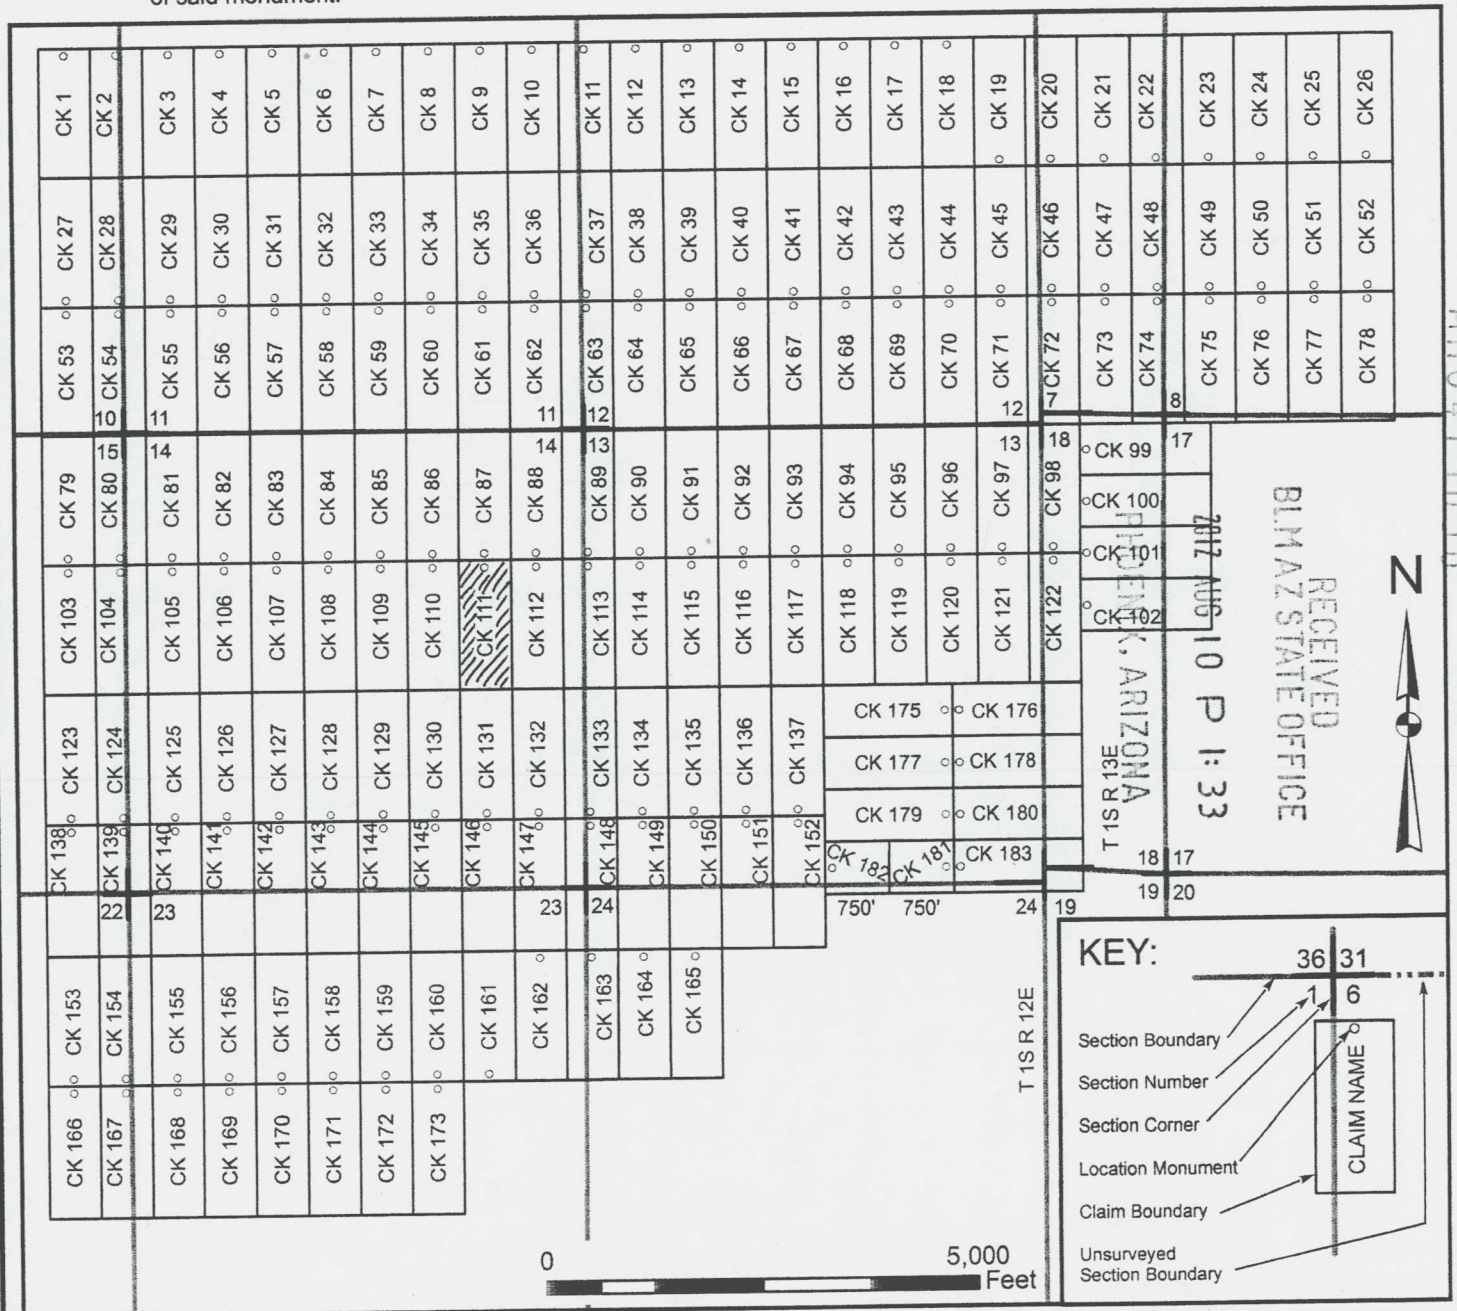 of said monument.
CK 1 CK 2 CK 3 CK 4 CK 5 CK 6 CK 7 CK 8 CK 9 CK 10 CK 11 CK 12 CK 13 CK 14 CK 15 CK 16 CK 17 CK 18 CK 19 CK 20 CK 21 CK 22 CK 23 CK 24 CK 25 CK 26
CK 27 CK 28 CK 29 CK 30 CK 31 CK 32 CK 33 CK 34 CK 35 CK 36 CK 37 CK 38 CK 39 CK 40 CK 41 CK 42 CK 43 CK 44 CK 45 CK 46 CK 47 CK 48 CK 49 CK 50 CK 51 CK 52
CK 53 CK 54 CK 55 CK 56 CK 57 CK 58 CK 59 CK 60 CK 61 CK 62 CK 63 CK 64 CK 65 CK 66 CK 67 CK 68 CK 69 CK 70 CK 71 CK 72 CK 73 CK 74 CK 75 CK 76 CK 77 CK 78
10 11 11 12 12 7 8
15 14 14 13 13 18 17
CK 79 CK 80 CK 81 CK 82 CK 83 CK 84 CK 85 CK 86 CK 87 CK 88 CK 89 CK 90 CK 91 CK 92 CK 93 CK 94 CK 95 CK 96 CK 97 CK 98 CK 99
CK 100
CK 101
CK 102
CK 103 CK 104 CK 105 CK 106 CK 107 CK 108 CK 109 CK 110 CK 111 CK 112 CK 113 CK 114 CK 115 CK 116 CK 117 CK 118 CK 119 CK 120 CK 121 CK 122
CK 123 CK 124 CK 125 CK 126 CK 127 CK 128 CK 129 CK 130 CK 131 CK 132 CK 133 CK 134 CK 135 CK 136 CK 137
CK 175 CK 176
CK 177 CK 178
CK 179 CK 180
CK 182 CK 181 CK 183
CK 138 CK 139 CK 140 CK 141 CK 142 CK 143 CK 144 CK 145 CK 146 CK 147 CK 148 CK 149 CK 150 CK 151 CK 152
18 17
19 20
22 23 23 24 750' 750' 24 19
CK 153 CK 154 CK 155 CK 156 CK 157 CK 158 CK 159 CK 160 CK 161 CK 162 CK 163 CK 164 CK 165
CK 166 CK 167 CK 168 CK 169 CK 170 CK 171 CK 172 CK 173
T 1S R 12E
T 1S R 13E
RECEIVED
BLM AZ STATE OFFICE
2012 AUG 10 P 1: 33
PHOENIX, ARIZONA
N
0 5,000
Feet
KEY:
36 31
1 6
Section Boundary
Section Number
Section Corner
Location Monument
Claim Boundary
Unsurveyed
Section Boundary
CLAIM NAME